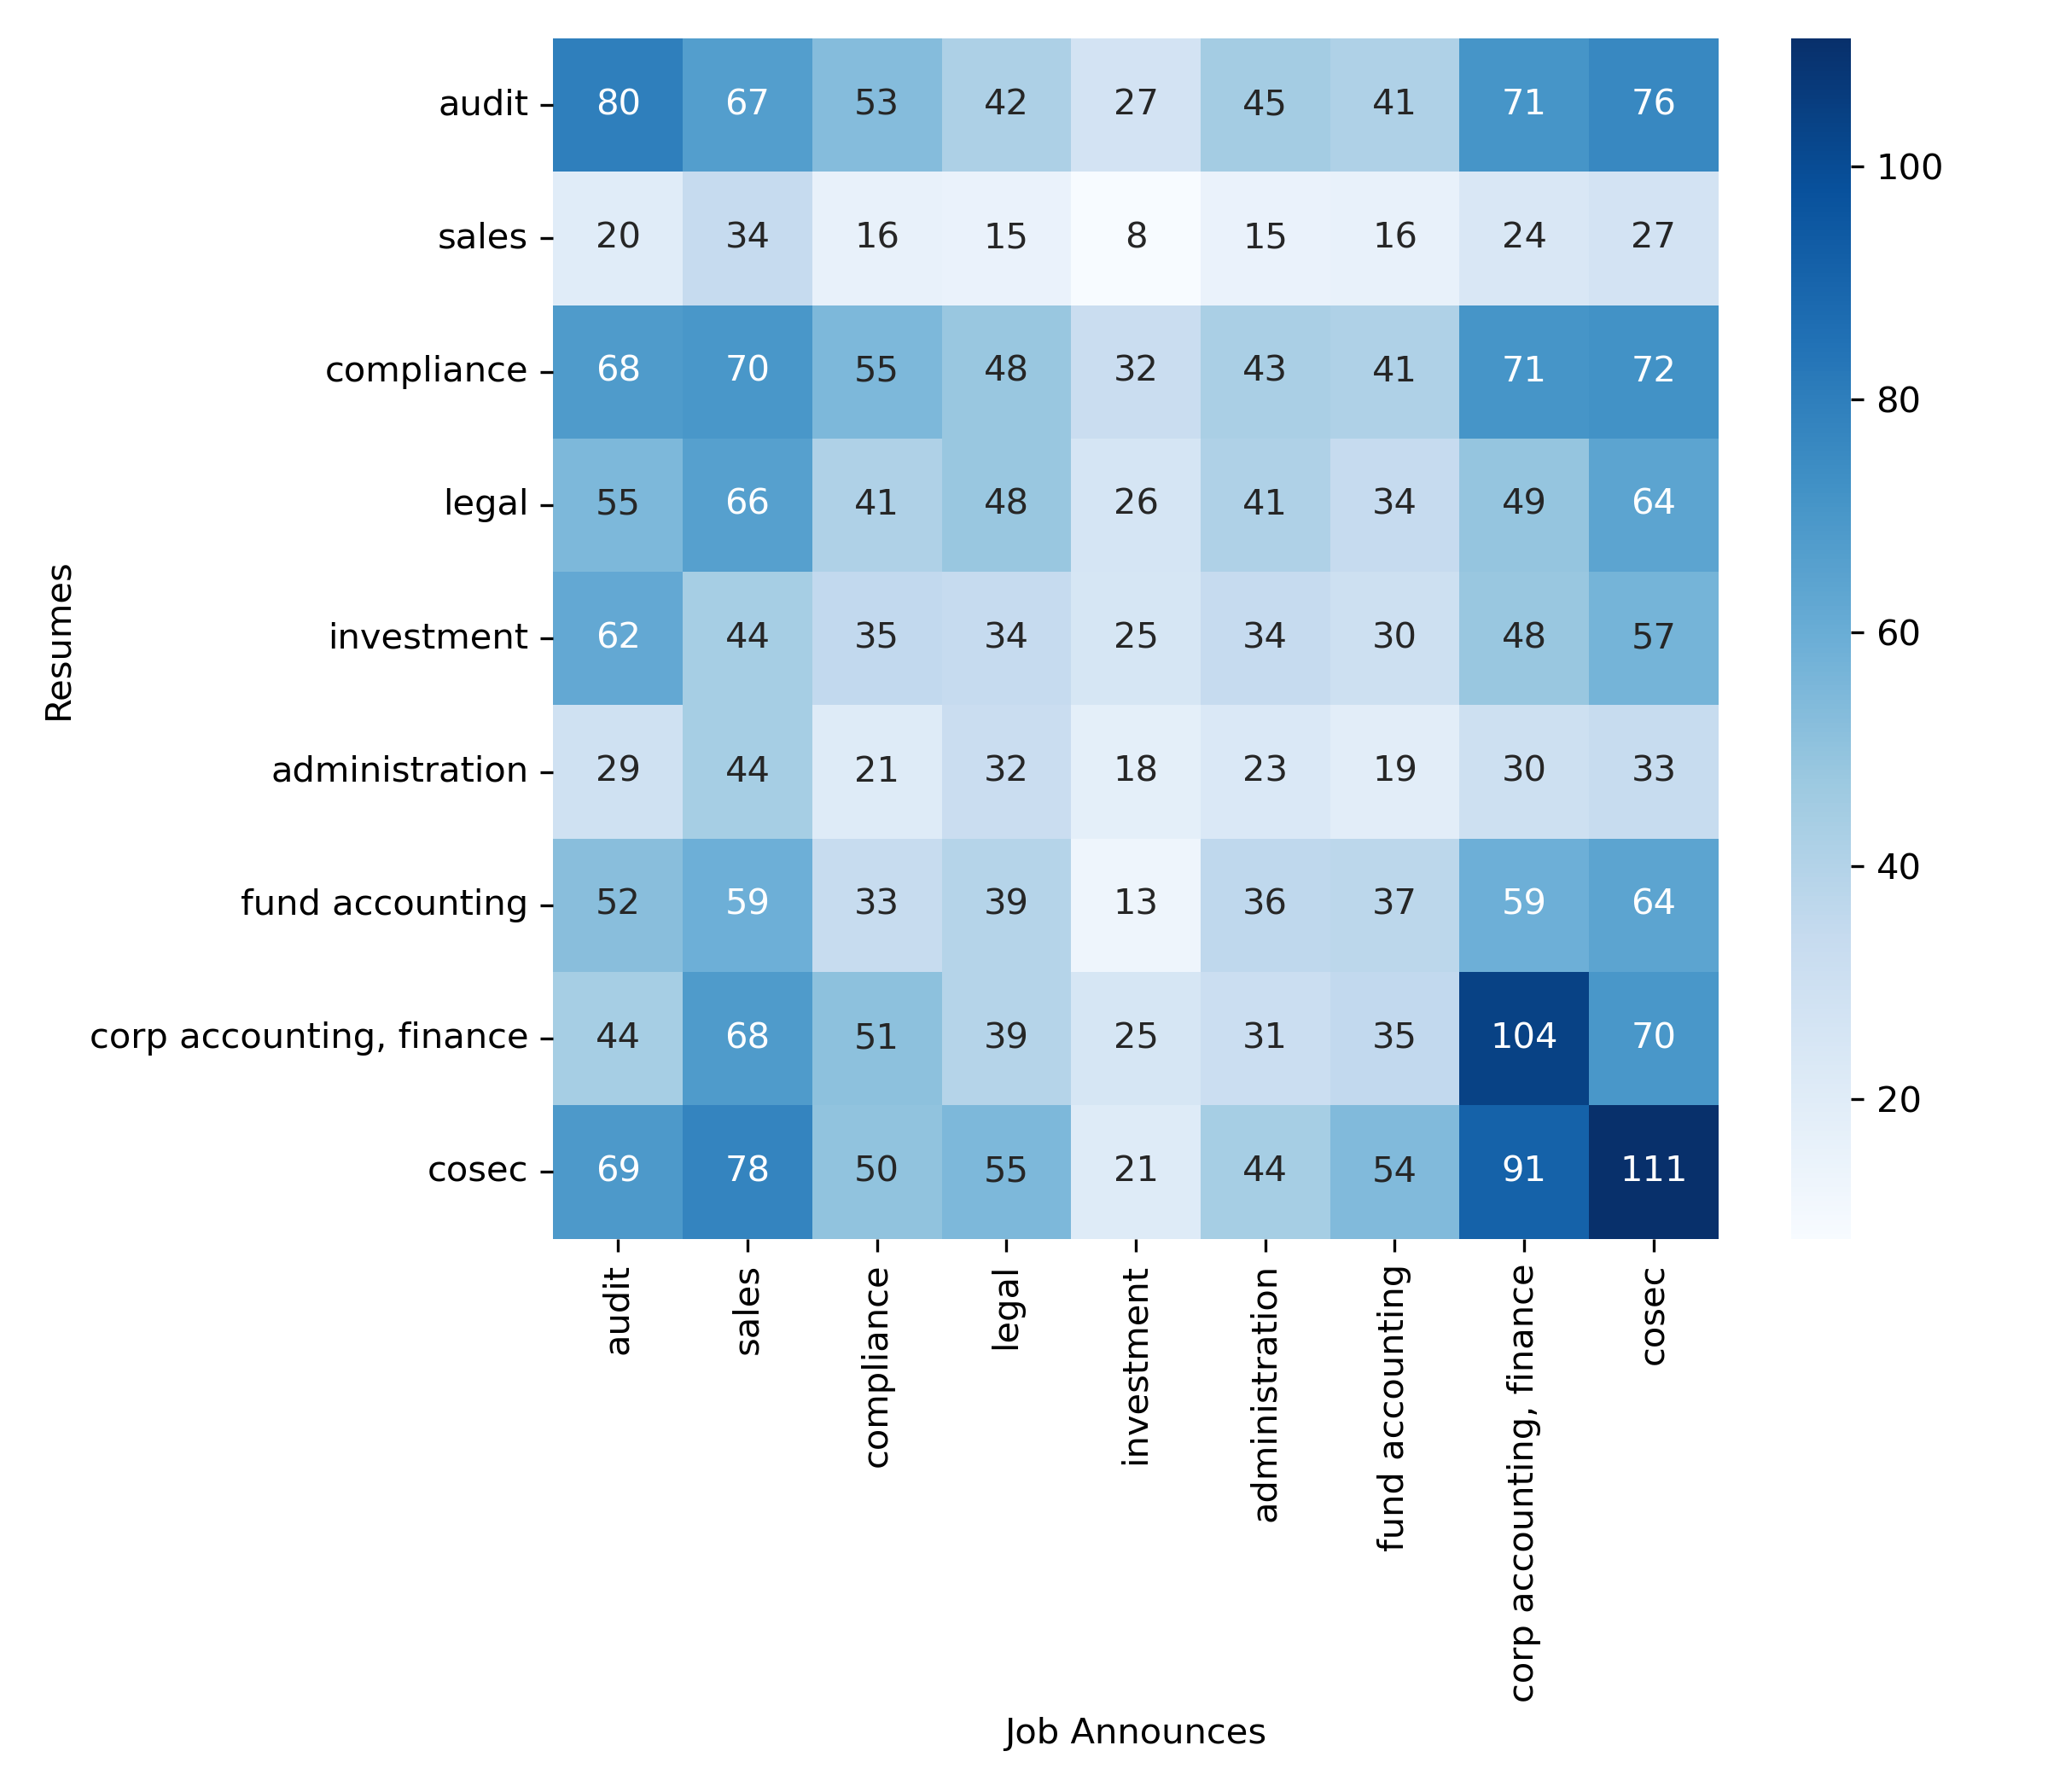 audit 80 67 53 42 27 45 41 71 76
sales 20 34 16 15 8 15 16 24 27
compliance 68 70 55 48 32 43 41 71 72
legal 55 66 41 48 26 41 34 49 64
investment 62 44 35 34 25 34 30 48 57
administration 29 44 21 32 18 23 19 30 33
fund accounting 52 59 33 39 13 36 37 59 64
corp accounting, finance 44 68 51 39 25 31 35 104 70
cosec 69 78 50 55 21 44 54 91 111
Resumes
audit
sales
compliance
legal
investment
administration
fund accounting
corp accounting, finance
cosec
Job Announces
100
80
60
40
20